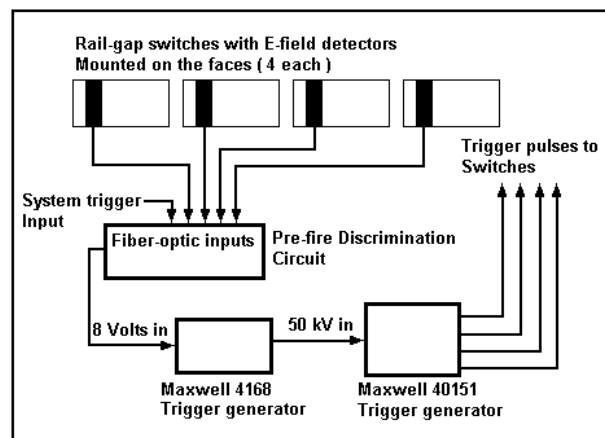 Rail-gap switches with E-field detectors
Mounted on the faces ( 4 each )
Trigger pulses to
Switches
System trigger
Input
Fiber-optic inputs
Pre-fire Discrimination
Circuit
8 Volts in
50 kV in
Maxwell 4168
Trigger generator
Maxwell 40151
Trigger generator